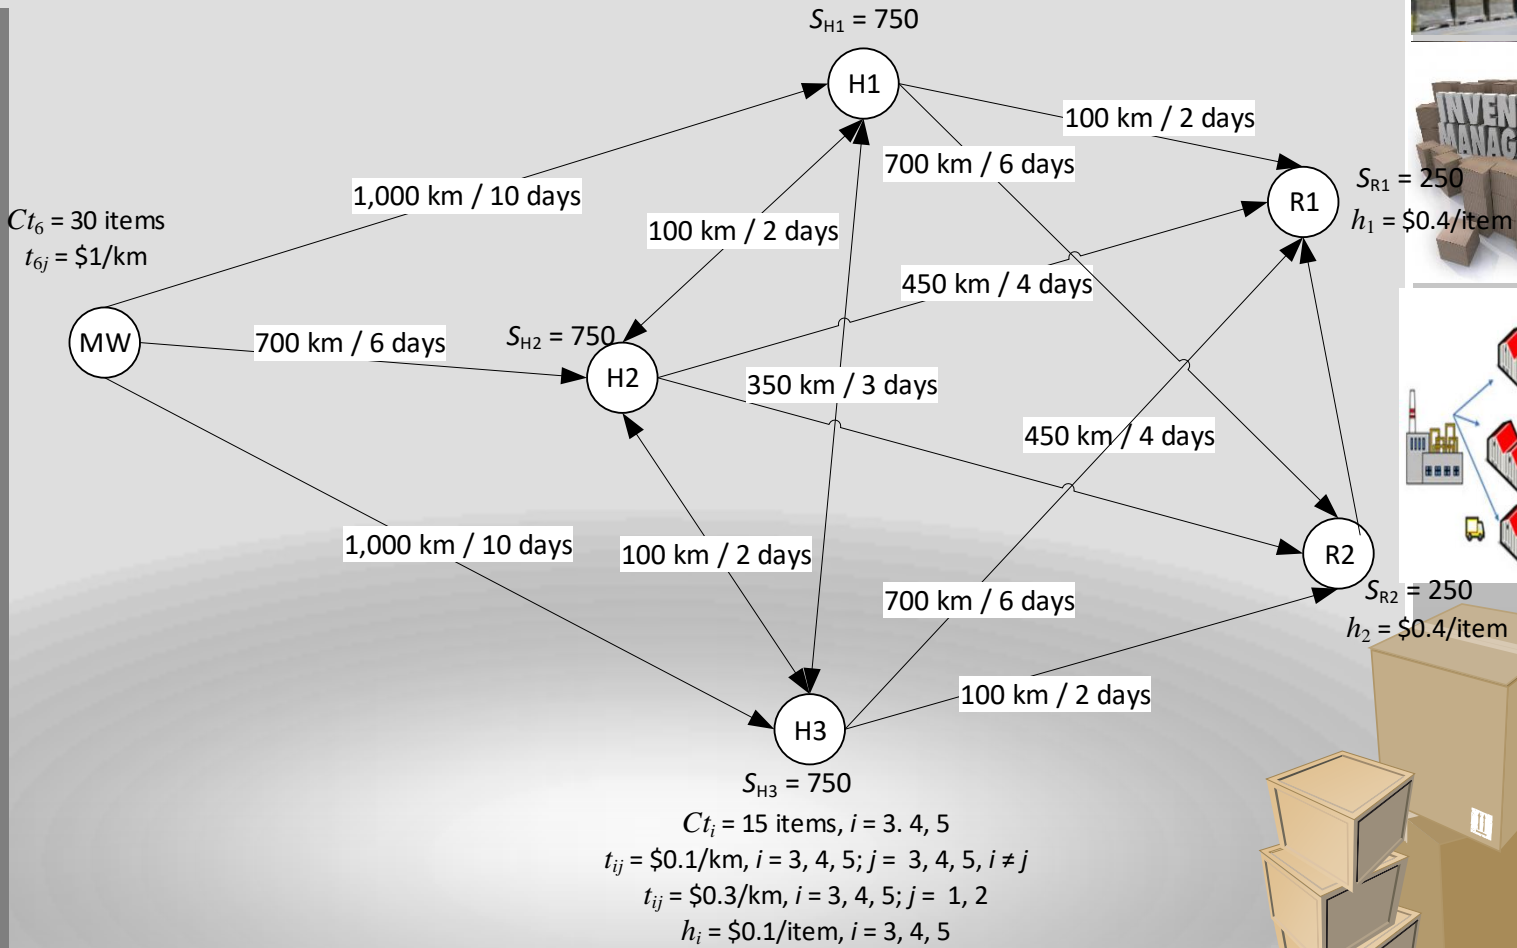 S_H1 = 750
H1
100 km / 2 days
700 km / 6 days
INVEN
MANAG
S_R1 = 250
R1
h_1 = $0.4/item
1,000 km / 10 days
Ct_6 = 30 items
t_6j = $1/km
100 km / 2 days
450 km / 4 days
MW
700 km / 6 days
S_H2 = 750
H2
350 km / 3 days
450 km / 4 days
1,000 km / 10 days
100 km / 2 days
R2
S_R2 = 250
h_2 = $0.4/item
700 km / 6 days
100 km / 2 days
H3
S_H3 = 750
Ct_i = 15 items, i = 3. 4, 5
t_ij = $0.1/km, i = 3, 4, 5; j = 3, 4, 5, i ≠ j
t_ij = $0.3/km, i = 3, 4, 5; j = 1, 2
h_i = $0.1/item, i = 3, 4, 5